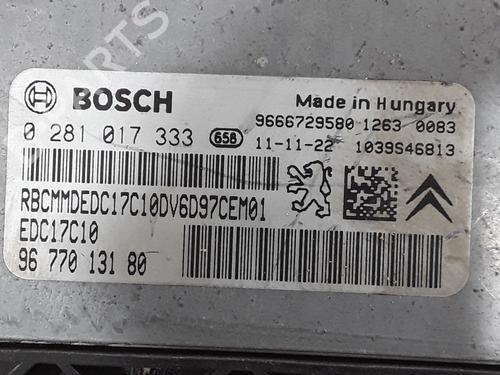 BOSCH
Made in Hungary
9666729580 1263 0083
0 281 017 333 658 11-11-22 1039S46813
RBCMMDEDC17C10DV6D97CEM01
EDC17C10
96 770 131 80
PARTS